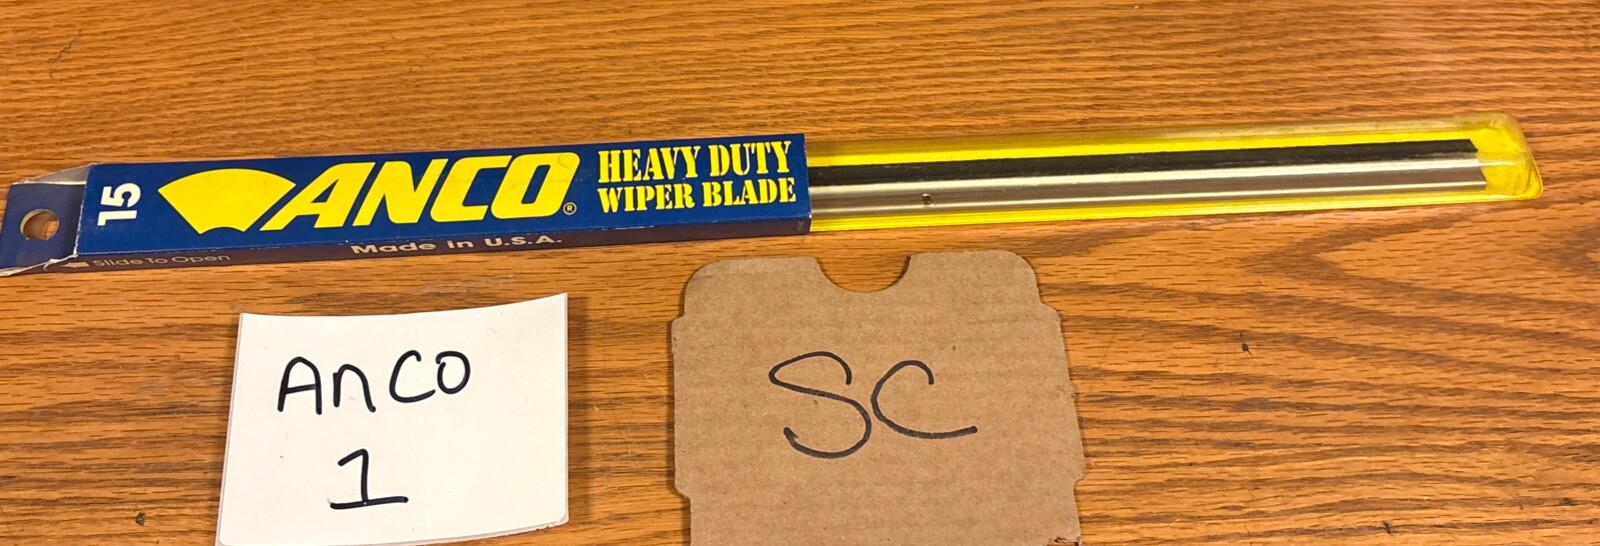 15
ANCO®
HEAVY DUTY
WIPER BLADE
Made in U.S.A.
Slide To Open
Anco
1
SC